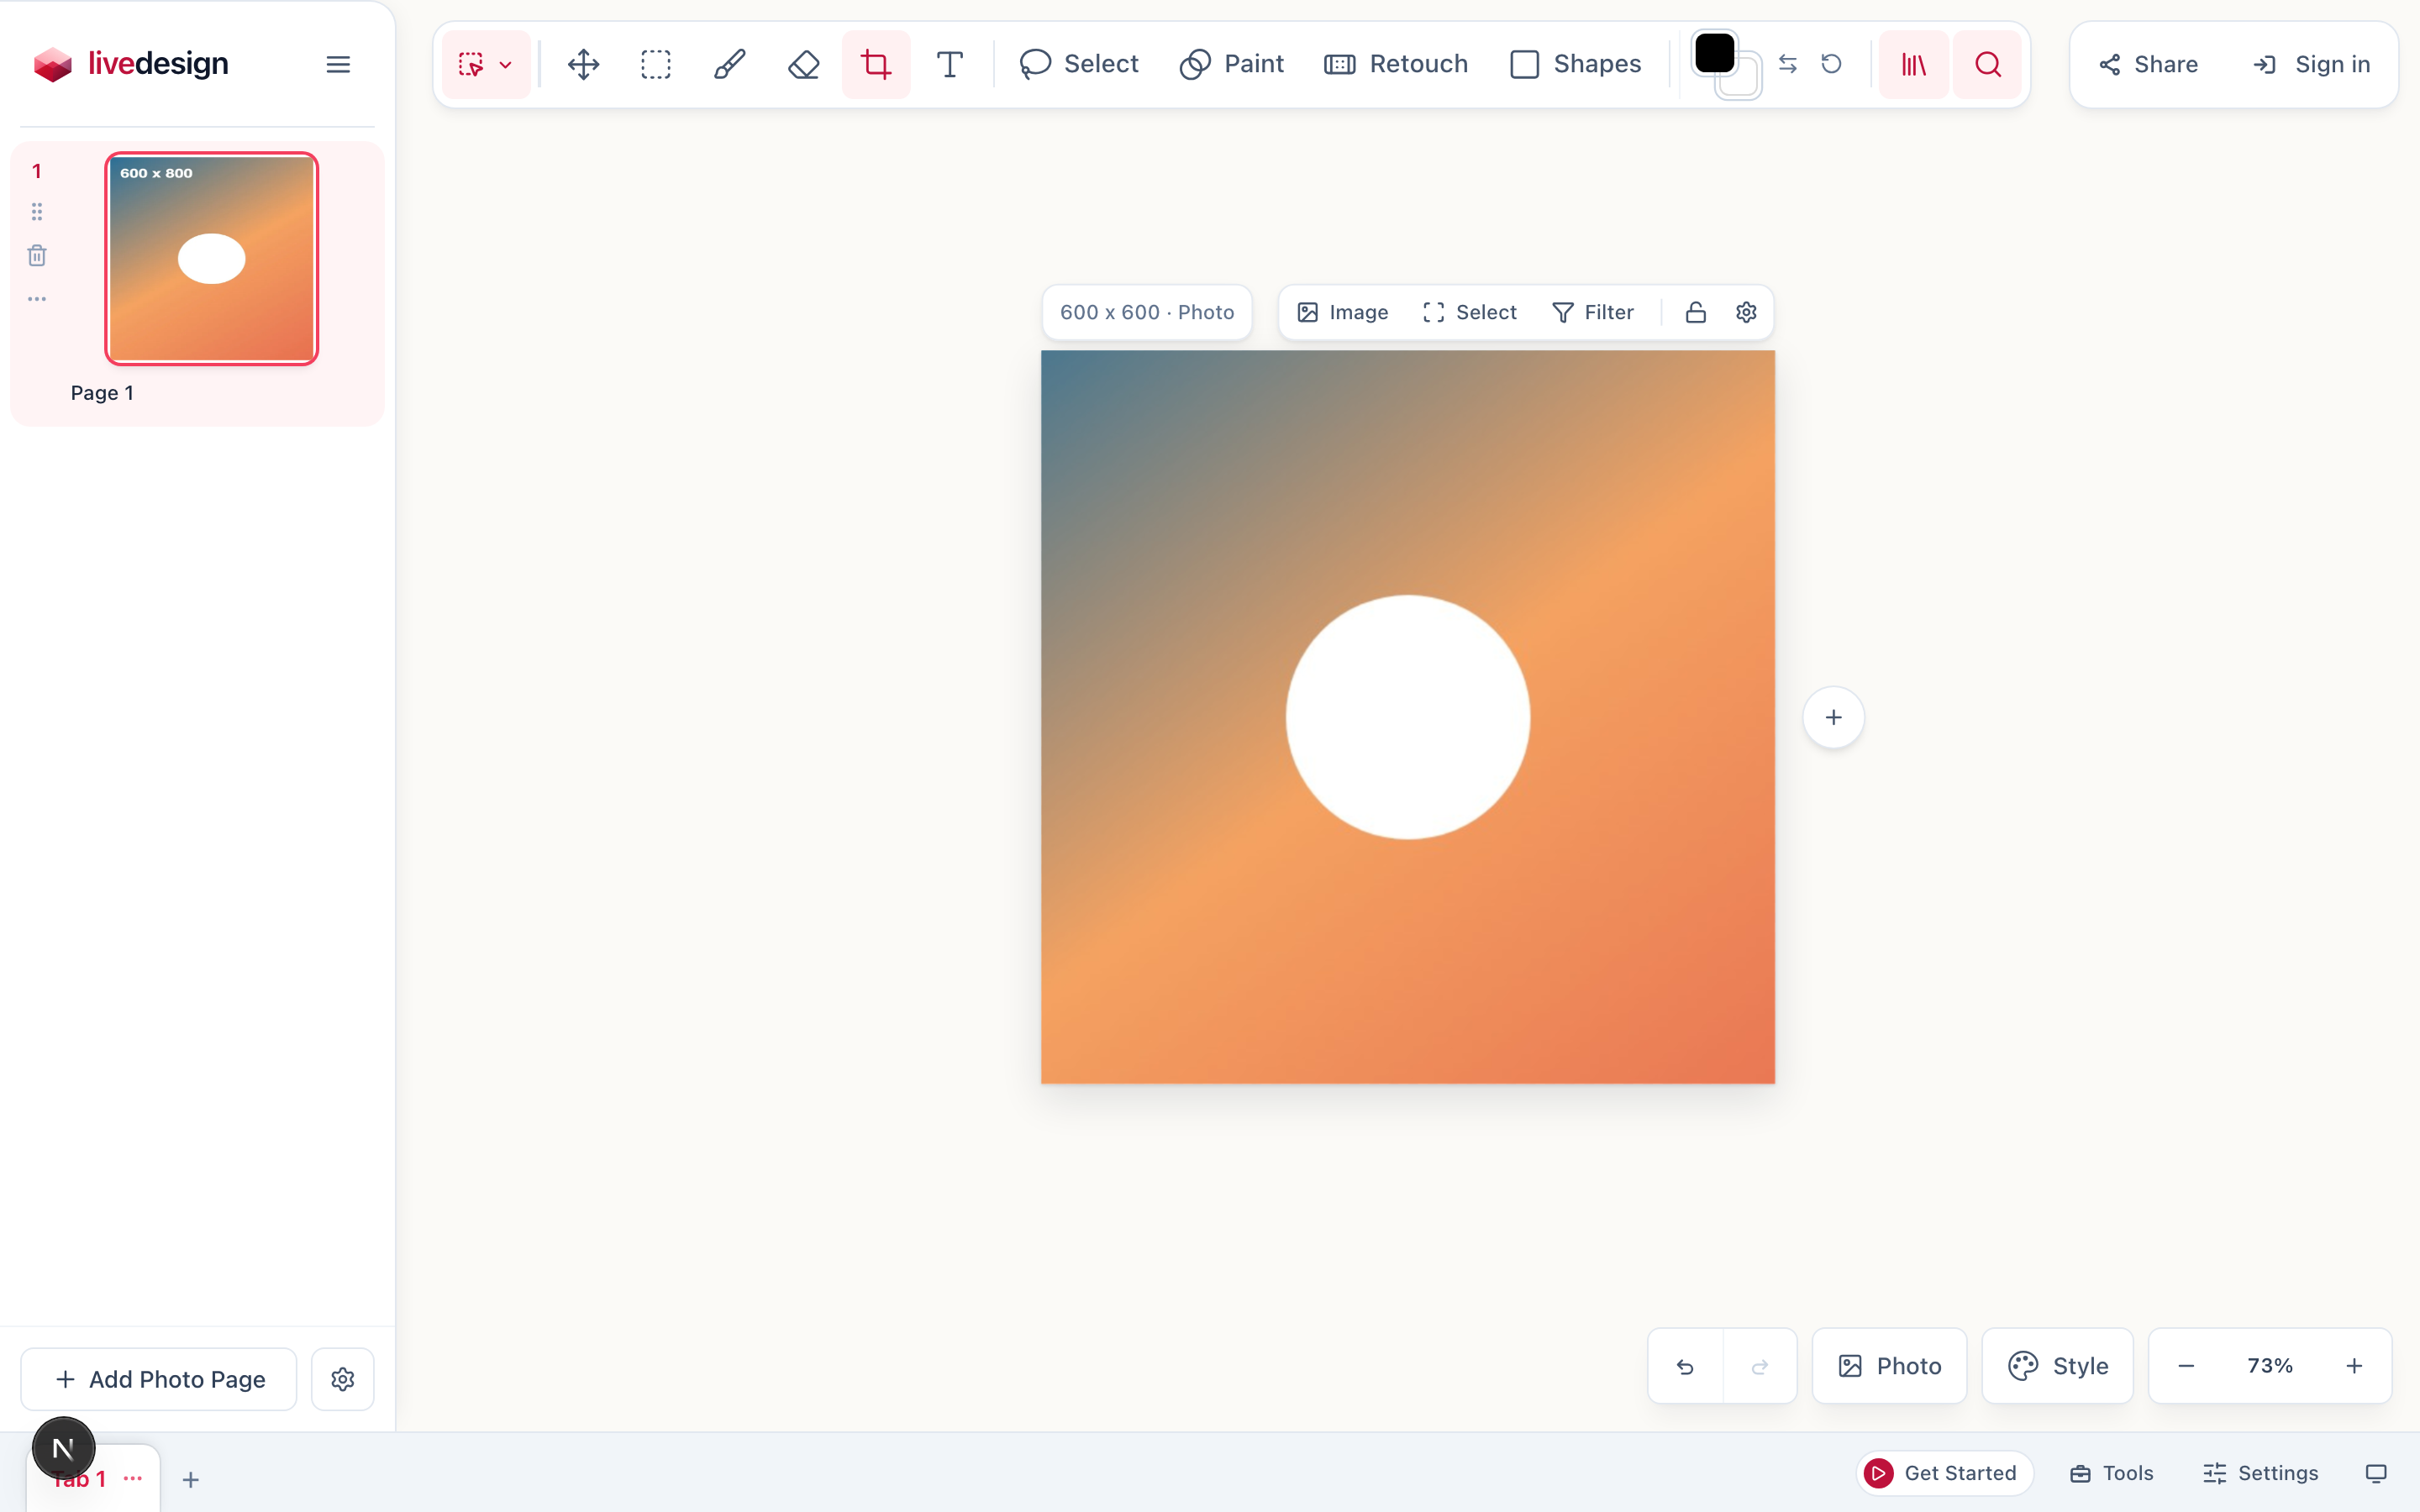 livedesign
Select
Paint
Retouch
Shapes
Share
Sign in
1
600 x 800
Page 1
600 x 600 · Photo
Image
Select
Filter
Add Photo Page
Photo
Style
73%
N
Tab 1
Get Started
Tools
Settings